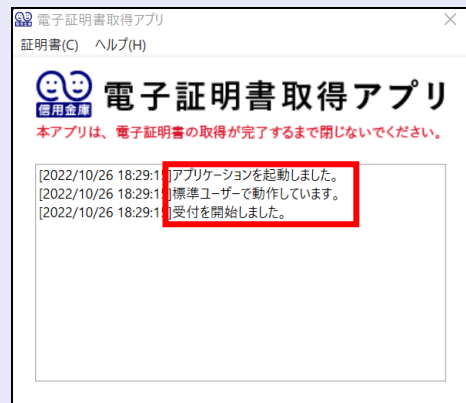 電子証明書取得アプリ
証明書(C) ヘルプ(H)
信用金庫
電子証明書取得アプリ
本アプリは、電子証明書の取得が完了するまで閉じないでください。
[2022/10/26 18:29:15]アプリケーションを起動しました。
[2022/10/26 18:29:15]標準ユーザーで動作しています。
[2022/10/26 18:29:15]受付を開始しました。